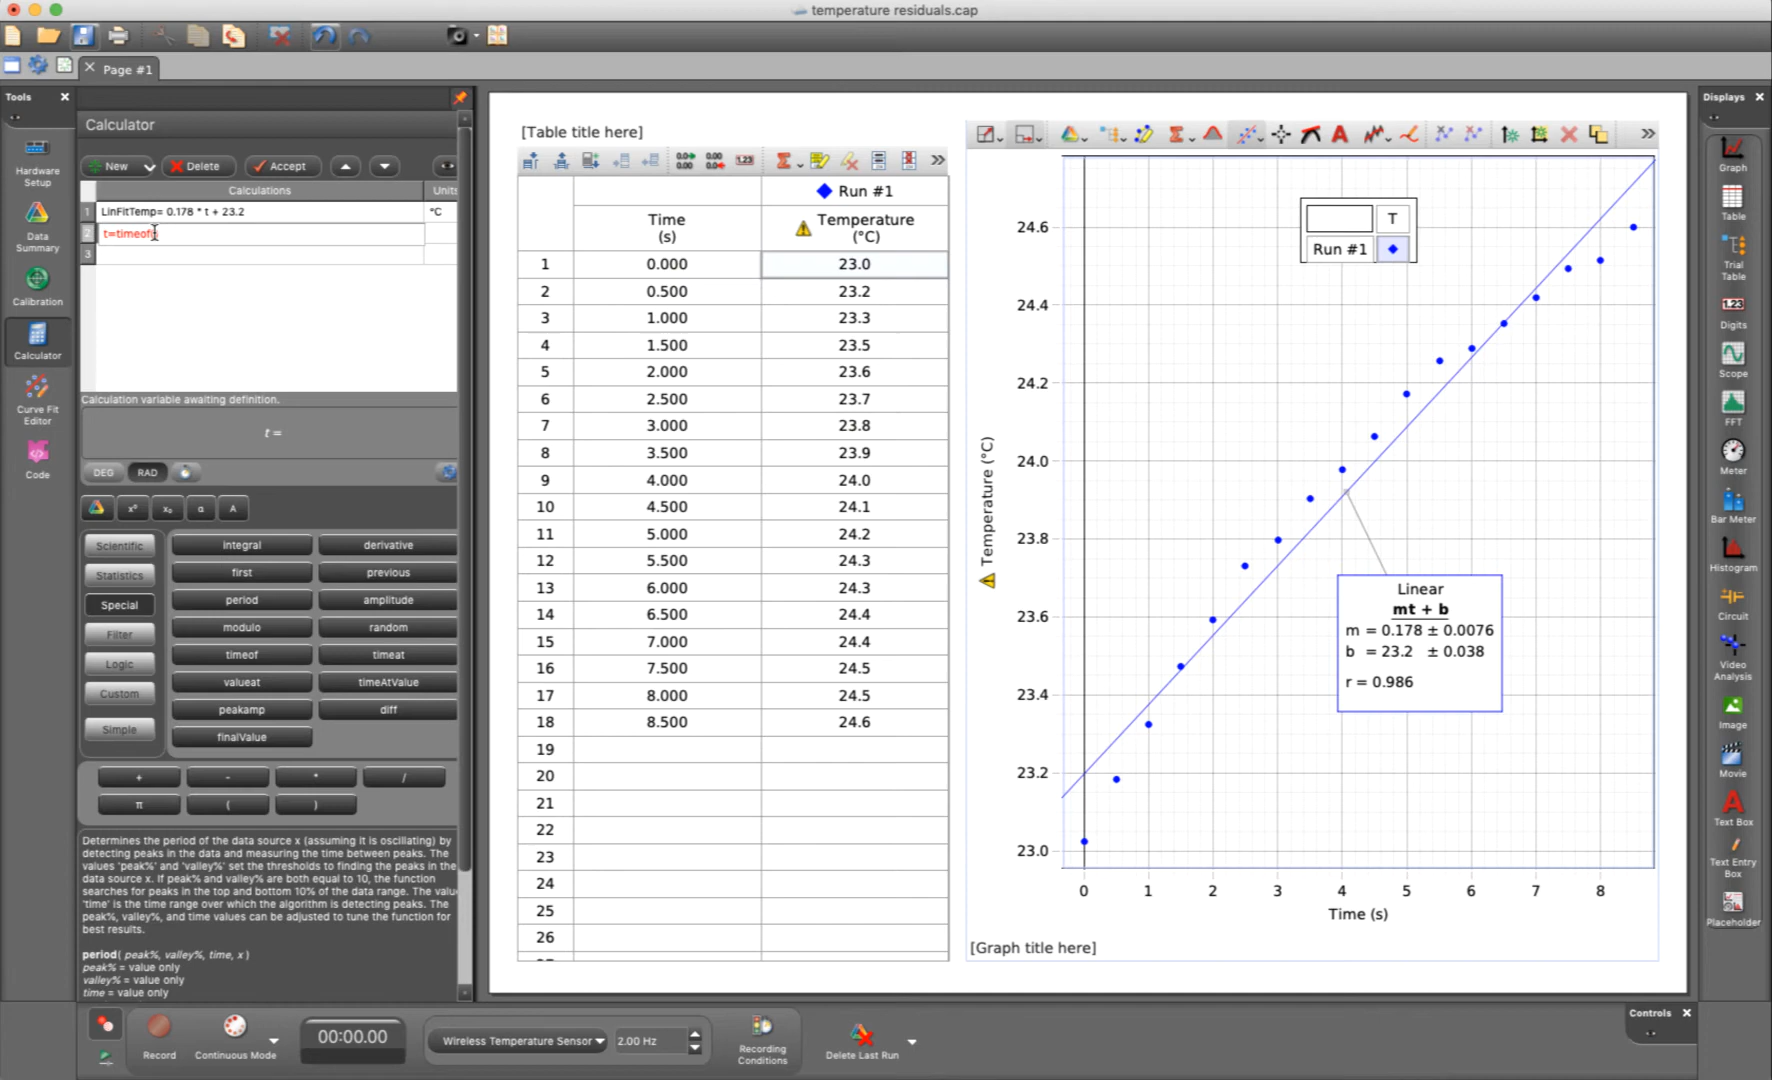 temperature residuals.cap
Page #1
Tools
Hardware
Setup
Data
Summary
Calibration
Calculator
Curve Fit
Editor
Code
Calculator
New
Delete
Accept
Calculations
Units
1 LinFitTemp= 0.178 * t + 23.2 °C
2 t=timeof(
3
Calculation variable awaiting definition.
t =
DEG RAD
x° x₀ α A
Scientific integral derivative
Statistics first previous
Special period amplitude
Filter modulo random
Logic timeof timeat
Custom valueat timeAtValue
Simple peakamp diff
finalValue
+ - * /
π ( )
Determines the period of the data source x (assuming it is oscillating) by
detecting peaks in the data and measuring the time between peaks. The
values 'peak%' and 'valley%' set the thresholds to finding the peaks in the
data source x. If peak% and valley% are both equal to 10, the function
searches for peaks in the top and bottom 10% of the data range. The valu
'time' is the time range over which the algorithm is detecting peaks. The
peak%, valley%, and time values can be adjusted to tune the function for
best results.
period( peak%, valley%, time, x )
peak% = value only
valley% = value only
time = value only
[Table title here]
0.00 0.00
0.00 0.00
1.23
Run #1
Time
(s)
Temperature
(°C)
1 0.000 23.0
2 0.500 23.2
3 1.000 23.3
4 1.500 23.5
5 2.000 23.6
6 2.500 23.7
7 3.000 23.8
8 3.500 23.9
9 4.000 24.0
10 4.500 24.1
11 5.000 24.2
12 5.500 24.3
13 6.000 24.3
14 6.500 24.4
15 7.000 24.4
16 7.500 24.5
17 8.000 24.5
18 8.500 24.6
19
20
21
22
23
24
25
26
T
Run #1
24.6
24.4
24.2
24.0
23.8
23.6
23.4
23.2
23.0
Temperature (°C)
Linear
mt + b
m = 0.178 ± 0.0076
b = 23.2 ± 0.038
r = 0.986
0 1 2 3 4 5 6 7 8
Time (s)
[Graph title here]
Displays
Graph
Table
Trial
Table
1.23
Digits
Scope
FFT
Meter
Bar Meter
Histogram
Circuit
Video
Analysis
Image
Movie
Text Box
Text Entry
Box
Placeholder
Record
Continuous Mode
00:00.00
Wireless Temperature Sensor
2.00 Hz
Recording
Conditions
Delete Last Run
Controls